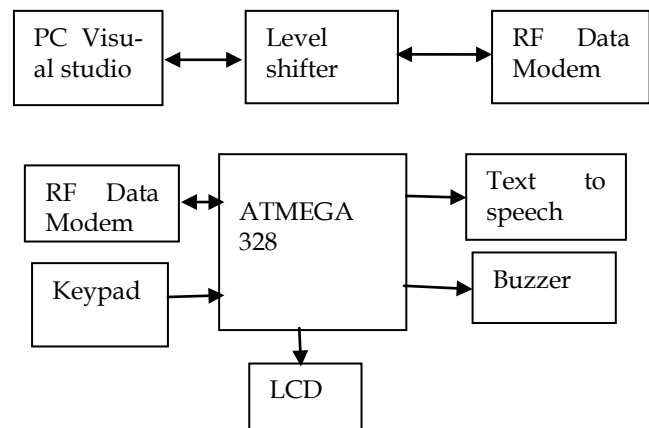 PC Visu-
al studio
Level
shifter
RF Data
Modem
RF Data
Modem
ATMEGA
328
Text to
speech
Keypad
Buzzer
LCD